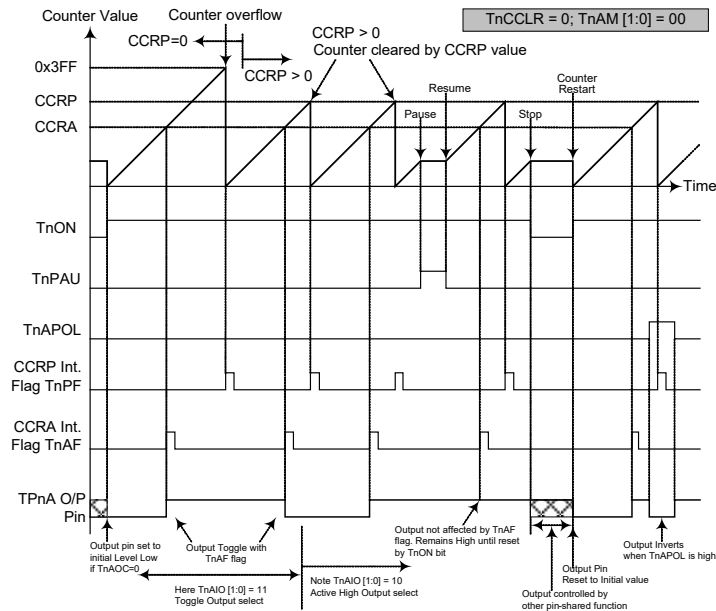 Counter Value
Counter overflow
TnCCLR = 0; TnAM [1:0] = 00
CCRP=0
CCRP > 0
CCRP > 0
Counter cleared by CCRP value
0x3FF
CCRP
CCRA
Resume
Pause
Stop
Counter
Restart
Time
TnON
TnPAU
TnAPOL
CCRP Int.
Flag TnPF
CCRA Int.
Flag TnAF
TPnA O/P
Pin
Output pin set to
initial Level Low
if TnAOC=0
Output Toggle with
TnAF flag
Here TnAIO [1:0] = 11
Toggle Output select
Note TnAIO [1:0] = 10
Active High Output select
Output not affected by TnAF
flag. Remains High until reset
by TnON bit
Output controlled by
other pin-shared function
Output Pin
Reset to Initial value
Output Inverts
when TnAPOL is high